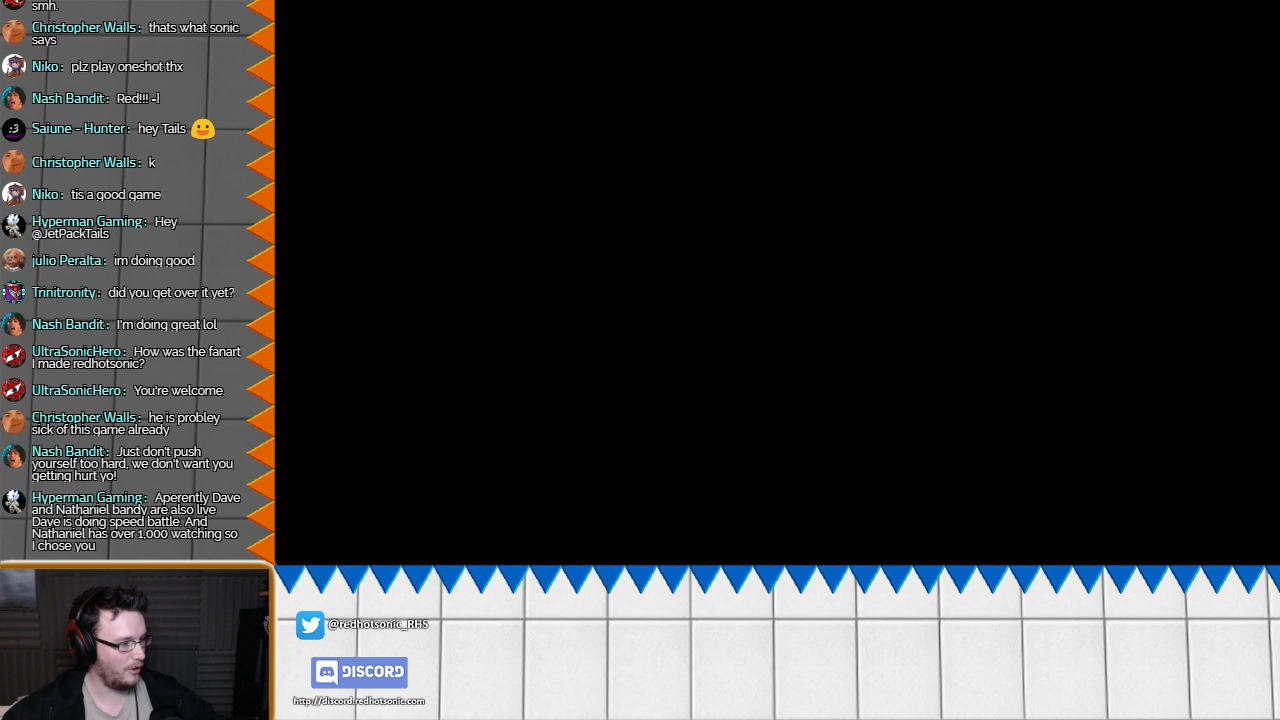 smh.
Christopher Walls: thats what sonic
says
Niko: plz play oneshot thx
Nash Bandit: Red!!! =]
Saiune - Hunter: hey Tails
Christopher Walls: k
Niko: tis a good game
Hyperman Gaming: Hey
@JetPackTails
julio Peralta: im doing good
Trinitronity: did you get over it yet?
Nash Bandit: I'm doing great lol
UltraSonicHero: How was the fanart
I made redhotsonic?
UltraSonicHero: You're welcome.
Christopher Walls: he is probley
sick of this game already
Nash Bandit: Just don't push
yourself too hard, we don't want you
getting hurt yo!
Hyperman Gaming: Aperently Dave
and Nathaniel bandy are also live
Dave is doing speed battle. And
Nathaniel has over 1,000 watching so
I chose you
@redhotsonic_RHS
DISCORD
http://discord.redhotsonic.com